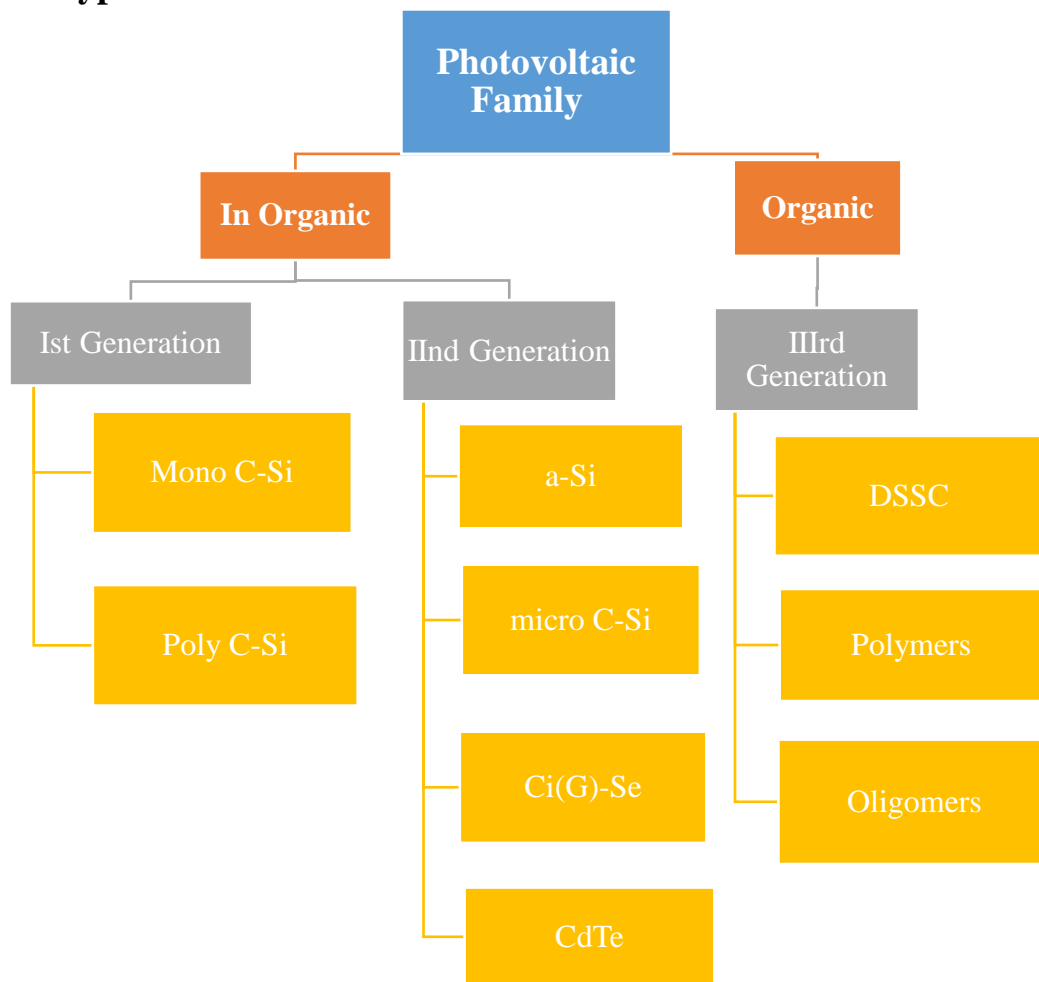 Photovoltaic
Family
In Organic
Organic
Ist Generation
IInd Generation
IIIrd
Generation
Mono C-Si
a-Si
DSSC
Poly C-Si
micro C-Si
Polymers
Ci(G)-Se
Oligomers
CdTe